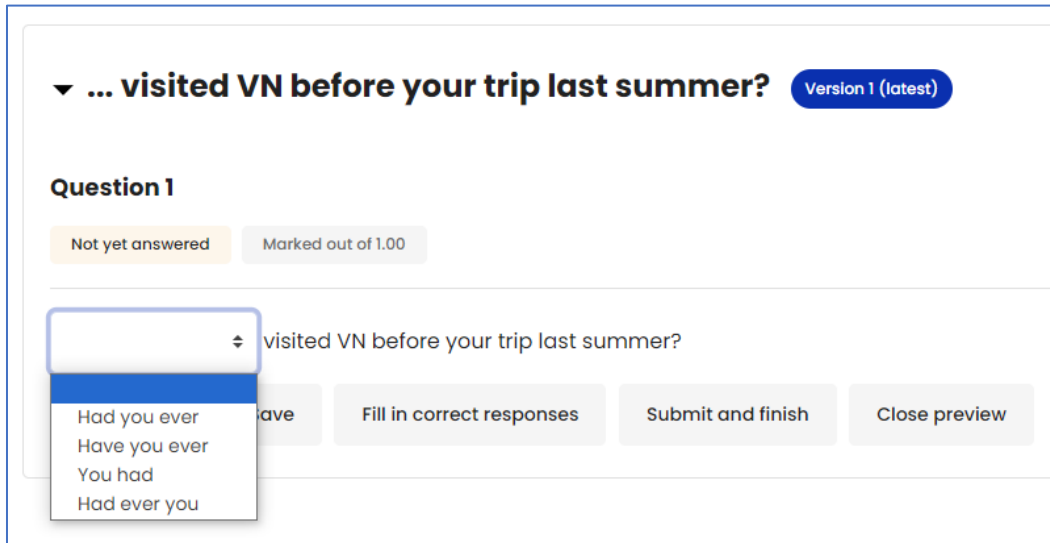 ... visited VN before your trip last summer? Version 1 (latest)
Question 1
Not yet answered Marked out of 1.00
visited VN before your trip last summer?
Had you ever
Have you ever
You had
Had ever you
Fill in correct responses Submit and finish Close preview